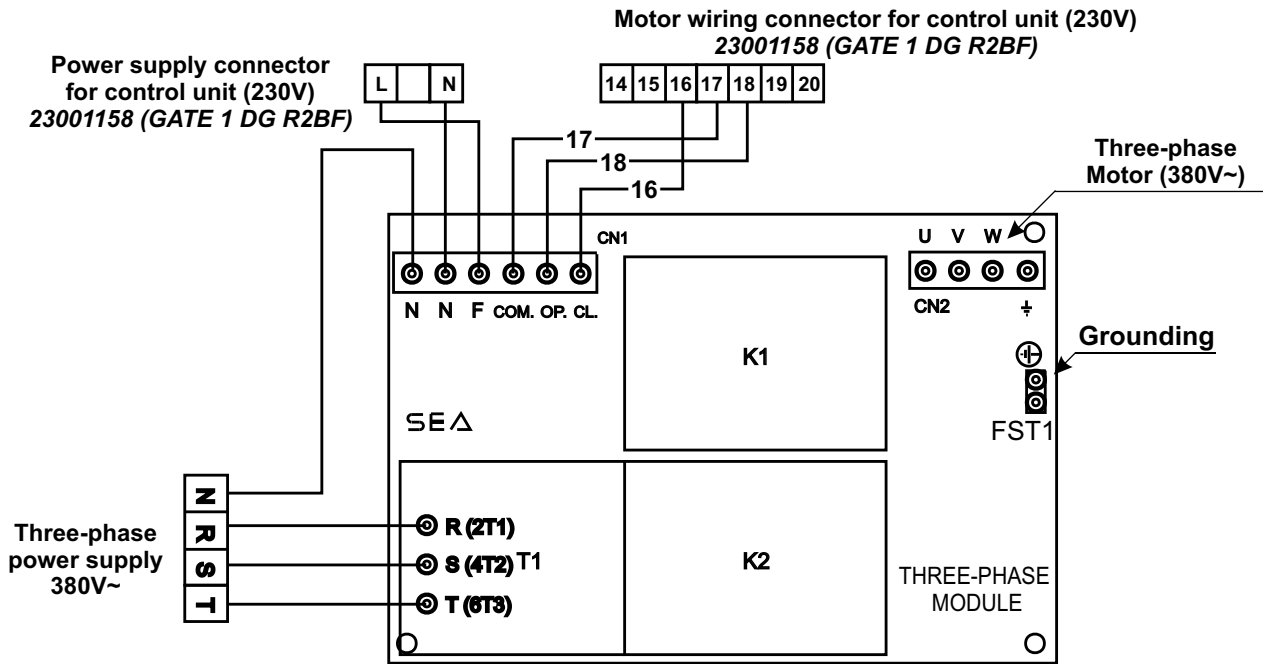 Motor wiring connector for control unit (230V)
23001158 (GATE 1 DG R2BF)
Power supply connector
for control unit (230V)
23001158 (GATE 1 DG R2BF)
L N
14 15 16 17 18 19 20
17
18
16
Three-phase
Motor (380V~)
CN1
U V W
N N F COM. OP. CL.
CN2
K1
Grounding
FST1
SEA
N
R
S
T
Three-phase
power supply
380V~
R (2T1)
S (4T2) T1
T (6T3)
K2
THREE-PHASE
MODULE